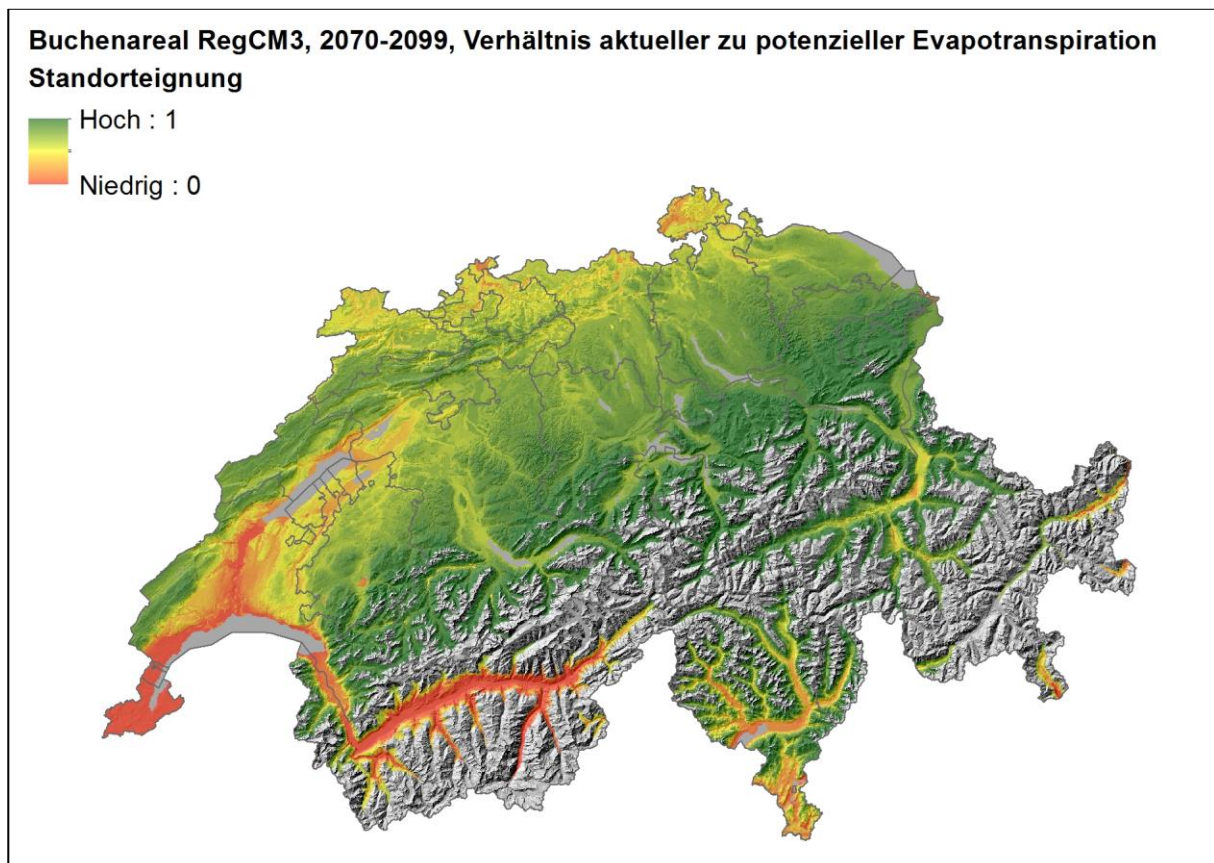 Buchenareal RegCM3, 2070-2099, Verhältnis aktueller zu potenzieller Evapotranspiration
Standorteignung
Hoch : 1
Niedrig : 0